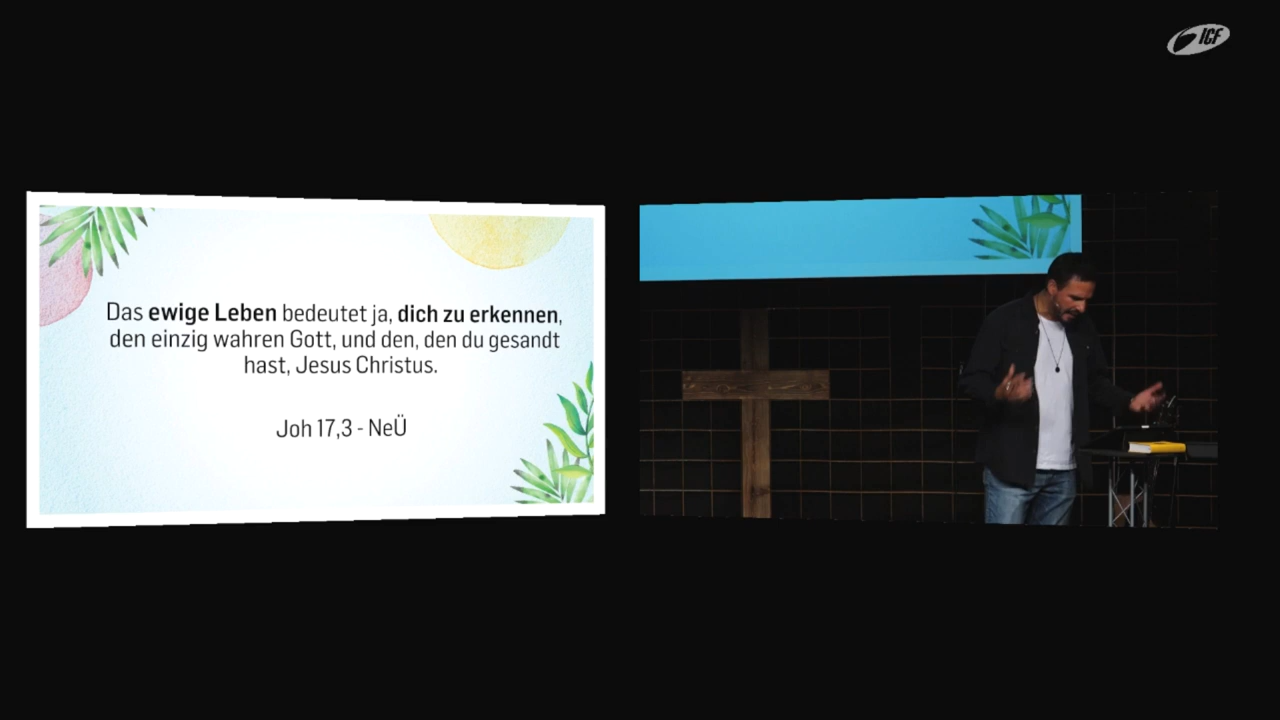 ICF
Das ewige Leben bedeutet ja, dich zu erkennen,
den einzig wahren Gott, und den, den du gesandt
hast, Jesus Christus.
Joh 17,3 - NeÜ